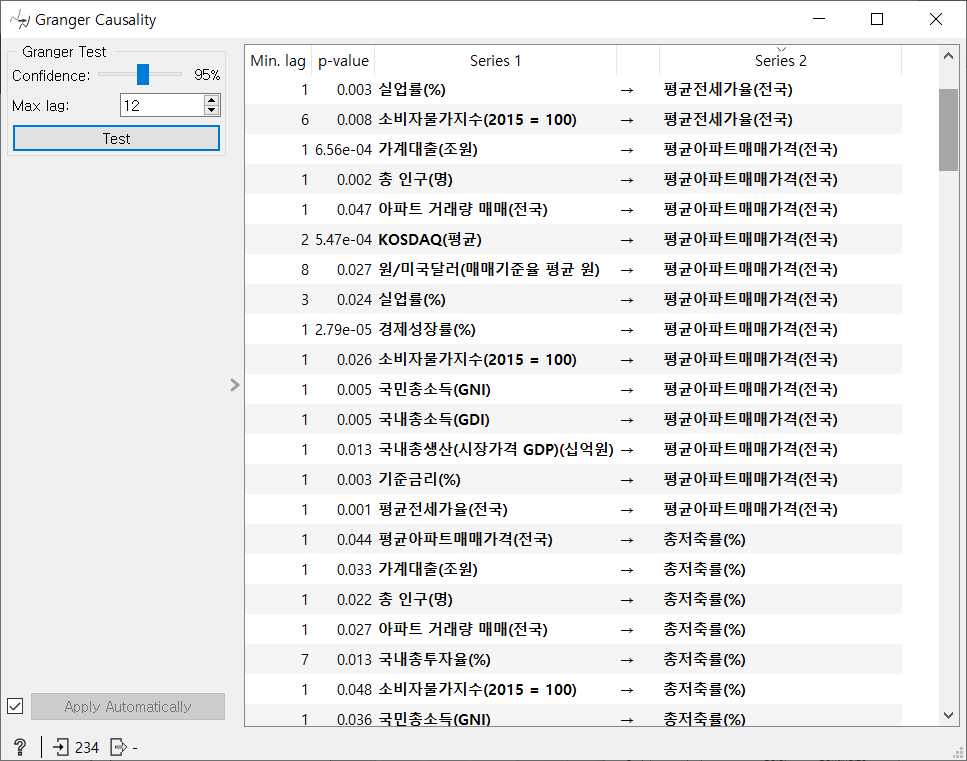 Granger Causality
Granger Test
Confidence: 95%
Max lag: 12
Test
Min. lag p-value Series 1 Series 2
1 0.003 실업률(%) → 평균전세가율(전국)
6 0.008 소비자물가지수(2015 = 100) → 평균전세가율(전국)
1 6.56e-04 가계대출(조원) → 평균아파트매매가격(전국)
1 0.002 총 인구(명) → 평균아파트매매가격(전국)
1 0.047 아파트 거래량 매매(전국) → 평균아파트매매가격(전국)
2 5.47e-04 KOSDAQ(평균) → 평균아파트매매가격(전국)
8 0.027 원/미국달러(매매기준율 평균 원) → 평균아파트매매가격(전국)
3 0.024 실업률(%) → 평균아파트매매가격(전국)
1 2.79e-05 경제성장률(%) → 평균아파트매매가격(전국)
1 0.026 소비자물가지수(2015 = 100) → 평균아파트매매가격(전국)
1 0.005 국민총소득(GNI) → 평균아파트매매가격(전국)
1 0.005 국내총소득(GDI) → 평균아파트매매가격(전국)
1 0.013 국내총생산(시장가격 GDP)(십억원) → 평균아파트매매가격(전국)
1 0.003 기준금리(%) → 평균아파트매매가격(전국)
1 0.001 평균전세가율(전국) → 평균아파트매매가격(전국)
1 0.044 평균아파트매매가격(전국) → 총저축률(%)
1 0.033 가계대출(조원) → 총저축률(%)
1 0.022 총 인구(명) → 총저축률(%)
1 0.027 아파트 거래량 매매(전국) → 총저축률(%)
7 0.013 국내총투자율(%) → 총저축률(%)
1 0.048 소비자물가지수(2015 = 100) → 총저축률(%)
1 0.036 국민총소득(GNI) → 총저축률(%)
Apply Automatically
? 234 -